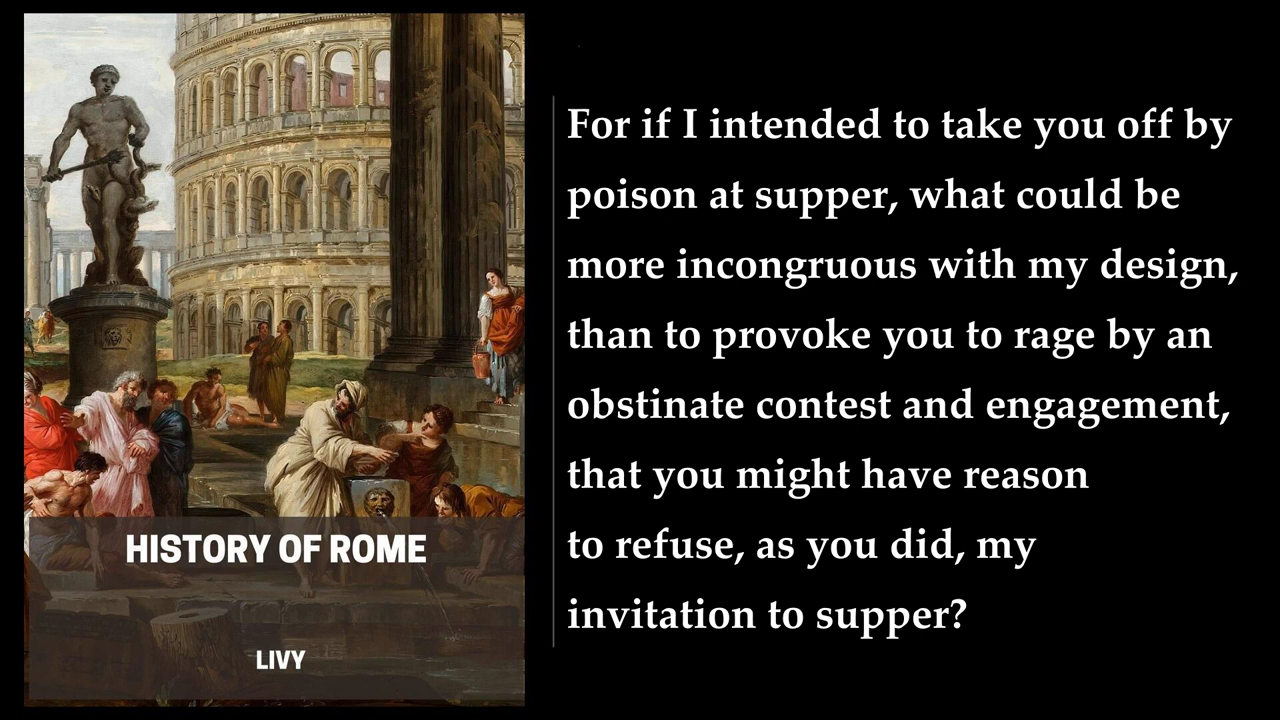 HISTORY OF ROME
LIVY
For if I intended to take you off by
poison at supper, what could be
more incongruous with my design,
than to provoke you to rage by an
obstinate contest and engagement,
that you might have reason
to refuse, as you did, my
invitation to supper?